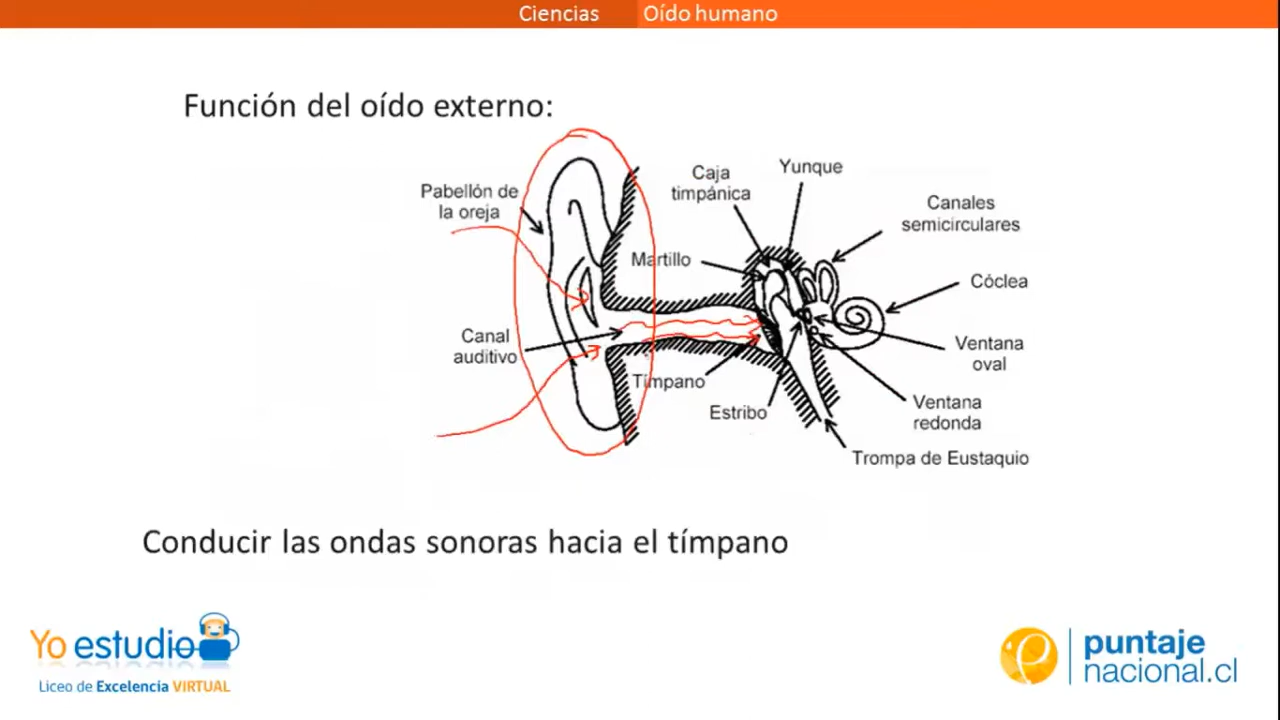 Ciencias Oído humano
Función del oído externo:
Pabellón de
la oreja
Caja
timpánica
Yunque
Canales
semicirculares
Martillo
Cóclea
Canal
auditivo
Ventana
oval
Tímpano
Estribo
Ventana
redonda
Trompa de Eustaquio
Conducir las ondas sonoras hacia el tímpano
Yo estudio
Liceo de Excelencia VIRTUAL
puntaje
nacional.cl